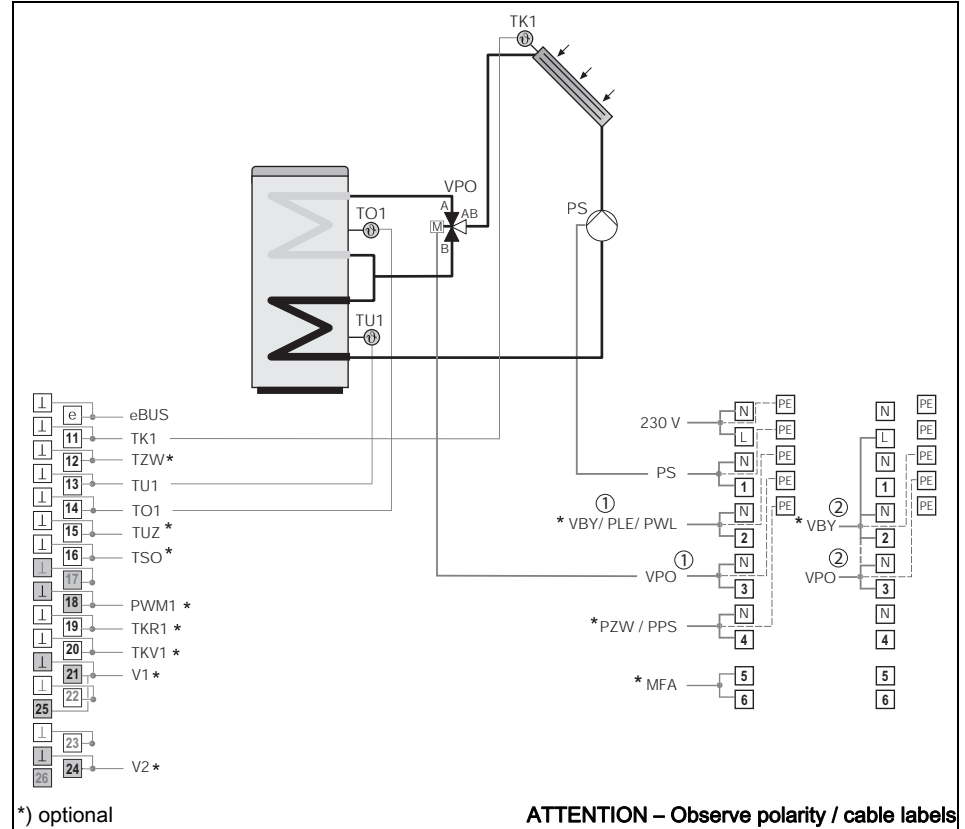 TK1
VPO
A
AB
M
B
TO1
ϑ
PS
TU1
ϑ
ϑ
⊥
e
eBUS
⊥
11
TK1
⊥
12
TZW*
⊥
13
TU1
⊥
14
TO1
⊥
15
TUZ *
⊥
16
TSO *
⊥
17
⊥
18
PWM1 *
⊥
19
TKR1 *
⊥
20
TKV1 *
⊥
21
V1 *
⊥
22
25
⊥
23
⊥
24
V2 *
26
230 V
N
PE
L
PE
PS
N
PE
1
PE
①
* VBY/ PLE/ PWL
N
PE
2
VPO ①
N
3
*PZW / PPS
N
4
* MFA
5
6
N
PE
L
PE
N
PE
1
PE
②
* VBY
N
PE
2
②
VPO
N
3
N
4
5
6
*) optional
ATTENTION – Observe polarity / cable labels